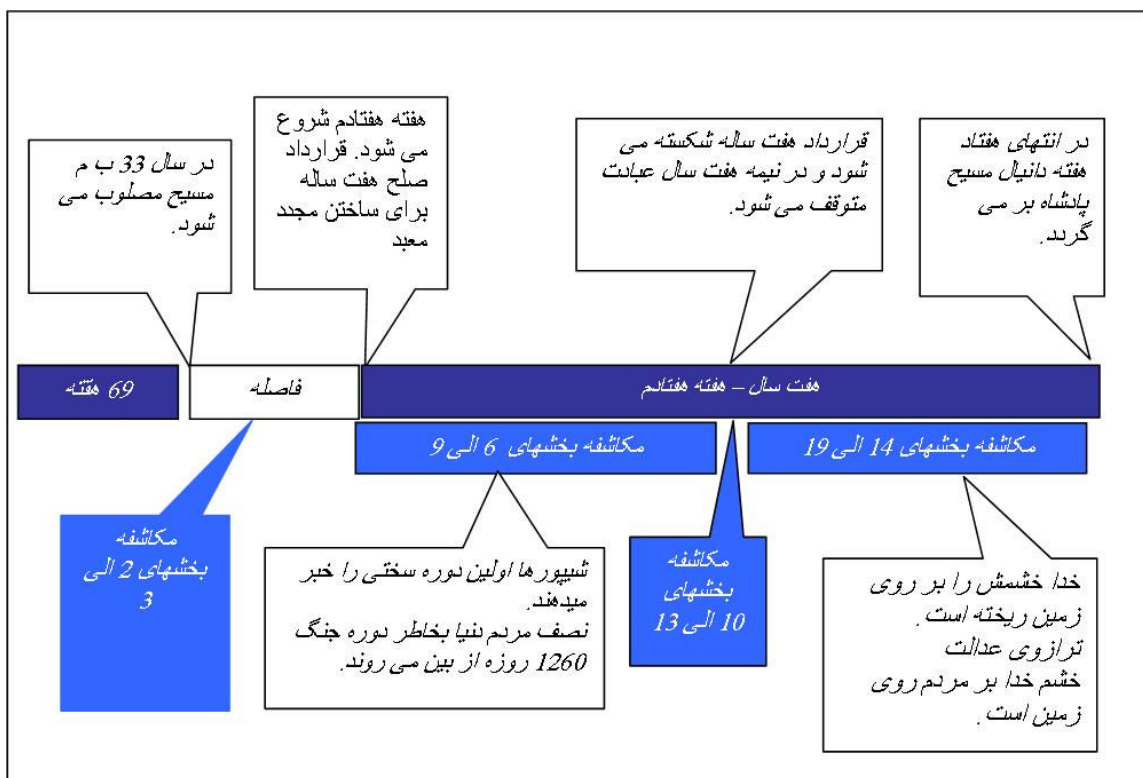 در سال 33 ب م
مسیح مصلوب می
شود.
هفته هفتادم شروع
می شود. قرارداد
صلح هفت ساله
برای ساختن مجدد
معبد
قرارداد هفت ساله شکسته می
شود و در نیمه هفت سال عبادت
متوقف می شود.
در انتهای هفتاد
هفته دانیال مسیح
پادشاه بر می
گردد.
69 هفته
فاصله
هفت سال – هفته هفتادم
مکاشفه بخشهای 6 الی 9
مکاشفه بخشهای 14 الی 19
مکاشفه
بخشهای 2 الی
3
شیپورها اولین دوره سختی را خبر
میدهند.
نصف مردم دنیا بخاطر دوره جنگ
1260 روزه از بین می روند.
مکاشفه
بخشهای
10 الی 13
خدا خشمش را بر روی
زمین ریخته است.
ترازوی عدالت
خشم خدا بر مردم روی
زمین است.